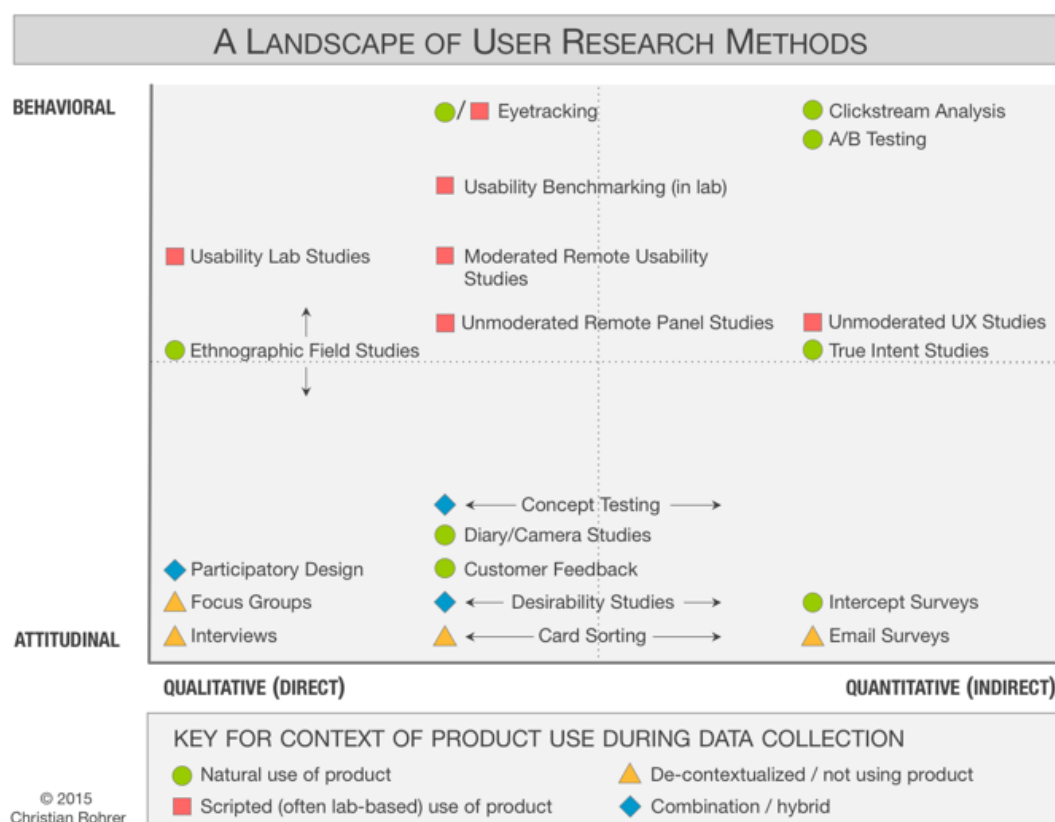 A LANDSCAPE OF USER RESEARCH METHODS
BEHAVIORAL
/ Eyetracking
Clickstream Analysis
A/B Testing
Usability Benchmarking (in lab)
Usability Lab Studies
Moderated Remote Usability
Studies
Unmoderated Remote Panel Studies
Unmoderated UX Studies
Ethnographic Field Studies
True Intent Studies
Concept Testing
Diary/Camera Studies
Participatory Design
Customer Feedback
Focus Groups
Desirability Studies
Intercept Surveys
ATTITUDINAL
Interviews
Card Sorting
Email Surveys
QUALITATIVE (DIRECT)
QUANTITATIVE (INDIRECT)
KEY FOR CONTEXT OF PRODUCT USE DURING DATA COLLECTION
Natural use of product
De-contextualized / not using product
Scripted (often lab-based) use of product
Combination / hybrid
© 2015
Christian Rohrer